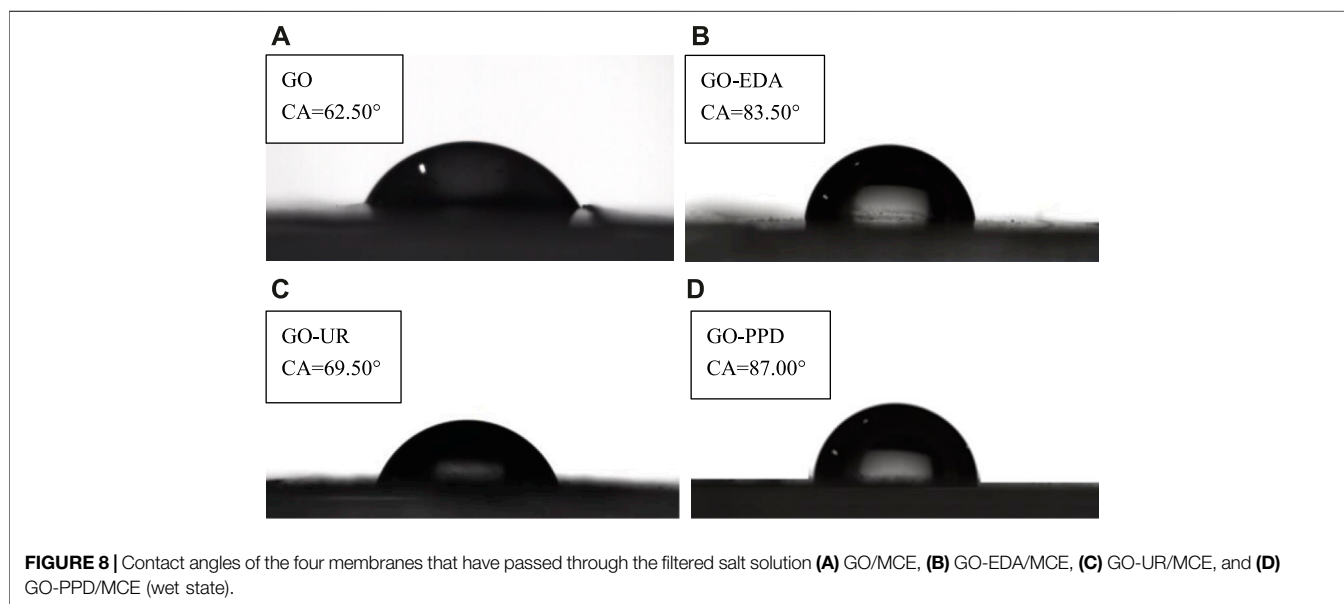 A
GO
CA=62.50°
B
GO-EDA
CA=83.50°
C
GO-UR
CA=69.50°
D
GO-PPD
CA=87.00°
FIGURE 8 | Contact angles of the four membranes that have passed through the filtered salt solution (A) GO/MCE, (B) GO-EDA/MCE, (C) GO-UR/MCE, and (D)
GO-PPD/MCE (wet state).